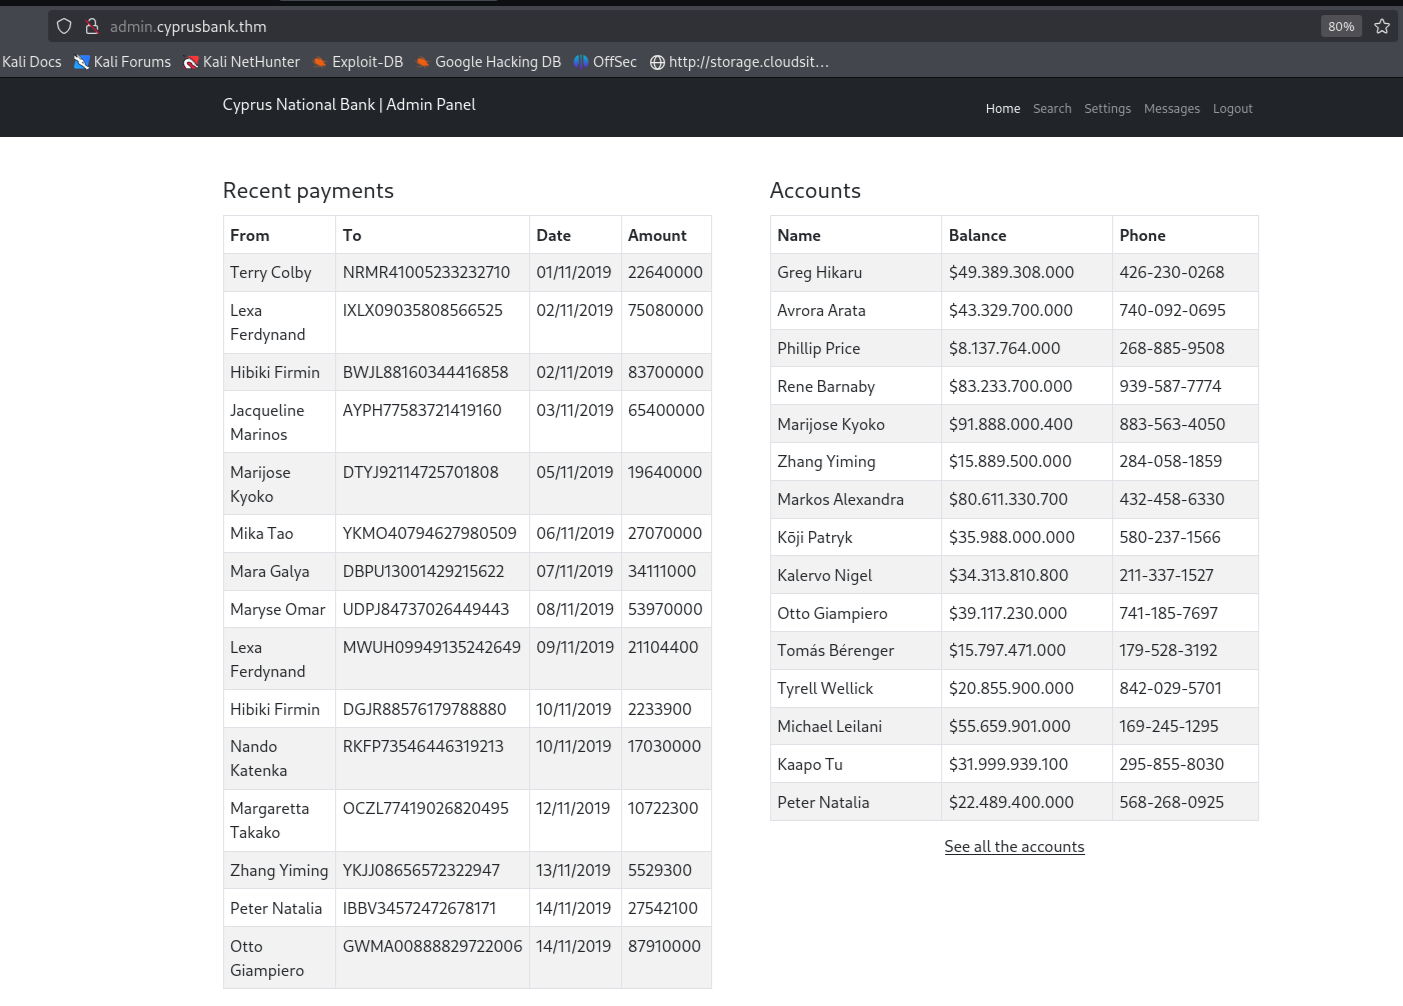 admin.cyprusbank.thm
80%
Kali Docs Kali Forums Kali NetHunter Exploit-DB Google Hacking DB OffSec http://storage.cloudsit…
Cyprus National Bank | Admin Panel
Home Search Settings Messages Logout
Recent payments
From To Date Amount
Terry Colby NRMR41005233232710 01/11/2019 22640000
Lexa Ferdynand IXLX09035808566525 02/11/2019 75080000
Hibiki Firmin BWJL88160344416858 02/11/2019 83700000
Jacqueline Marinos AYPH77583721419160 03/11/2019 65400000
Marijose Kyoko DTYJ92114725701808 05/11/2019 19640000
Mika Tao YKMO40794627980509 06/11/2019 27070000
Mara Galya DBPU13001429215622 07/11/2019 34111000
Maryse Omar UDPJ84737026449443 08/11/2019 53970000
Lexa Ferdynand MWUH09949135242649 09/11/2019 21104400
Hibiki Firmin DGJR88576179788880 10/11/2019 2233900
Nando Katenka RKFP73546446319213 10/11/2019 17030000
Margaretta Takako OCZL77419026820495 12/11/2019 10722300
Zhang Yiming YKJJ08656572322947 13/11/2019 5529300
Peter Natalia IBBV34572472678171 14/11/2019 27542100
Otto Giampiero GWMA00888829722006 14/11/2019 87910000
Accounts
Name Balance Phone
Greg Hikaru $49.389.308.000 426-230-0268
Avrora Arata $43.329.700.000 740-092-0695
Phillip Price $8.137.764.000 268-885-9508
Rene Barnaby $83.233.700.000 939-587-7774
Marijose Kyoko $91.888.000.400 883-563-4050
Zhang Yiming $15.889.500.000 284-058-1859
Markos Alexandra $80.611.330.700 432-458-6330
Kōji Patryk $35.988.000.000 580-237-1566
Kalervo Nigel $34.313.810.800 211-337-1527
Otto Giampiero $39.117.230.000 741-185-7697
Tomás Bérenger $15.797.471.000 179-528-3192
Tyrell Wellick $20.855.900.000 842-029-5701
Michael Leilani $55.659.901.000 169-245-1295
Kaapo Tu $31.999.939.100 295-855-8030
Peter Natalia $22.489.400.000 568-268-0925
See all the accounts